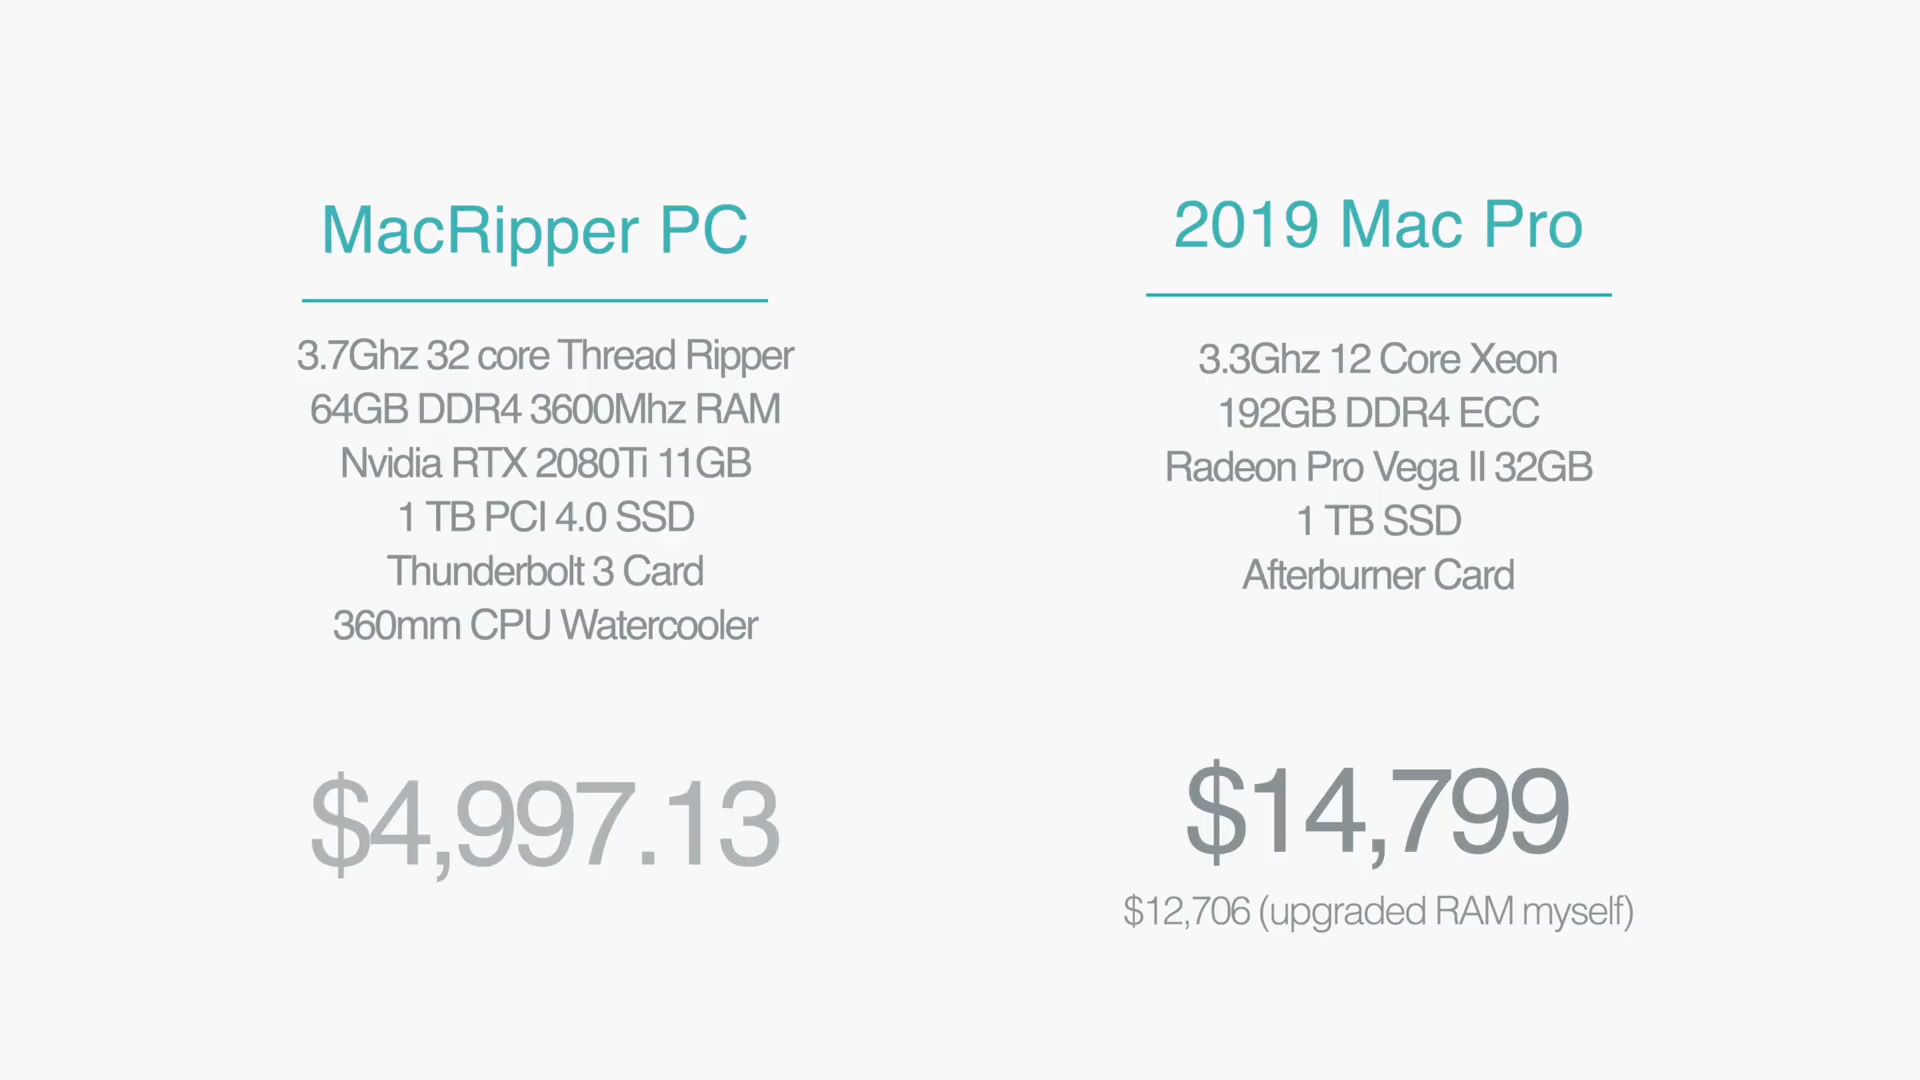 MacRipper PC
3.7Ghz 32 core Thread Ripper
64GB DDR4 3600Mhz RAM
Nvidia RTX 2080Ti 11GB
1 TB PCI 4.0 SSD
Thunderbolt 3 Card
360mm CPU Watercooler
$4,997.13
2019 Mac Pro
3.3Ghz 12 Core Xeon
192GB DDR4 ECC
Radeon Pro Vega II 32GB
1 TB SSD
Afterburner Card
$14,799
$12,706 (upgraded RAM myself)